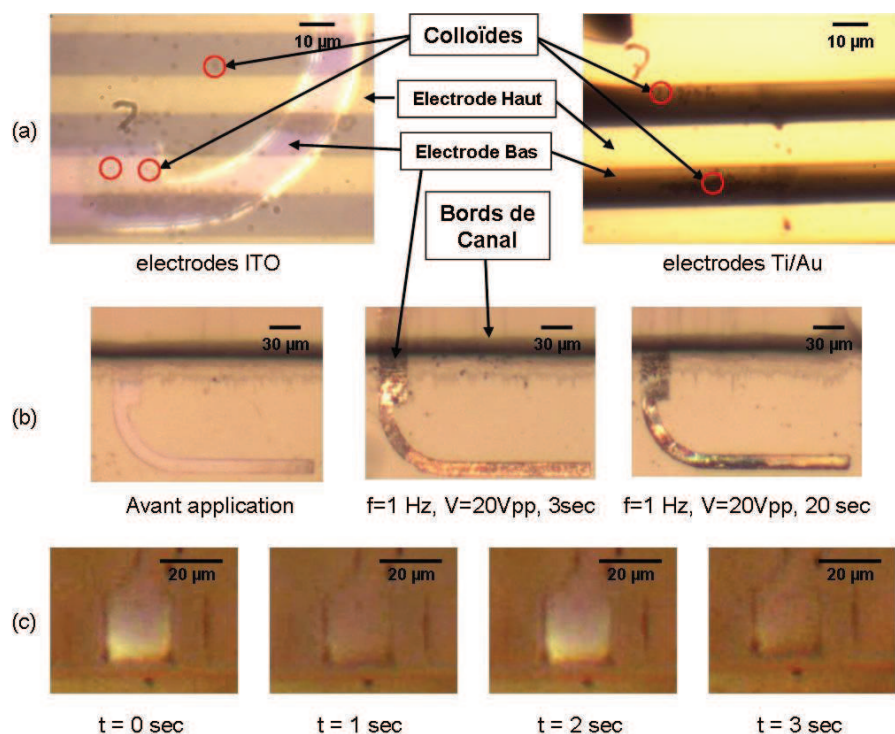 (a)
10 µm
Colloïdes
10 µm
Electrode Haut
Electrode Bas
Bords de
Canal
electrodes ITO
electrodes Ti/Au
(b)
30 µm
30 µm
30 µm
Avant application
f=1 Hz, V=20Vpp, 3sec
f=1 Hz, V=20Vpp, 20 sec
(c)
20 µm
20 µm
20 µm
20 µm
t = 0 sec
t = 1 sec
t = 2 sec
t = 3 sec